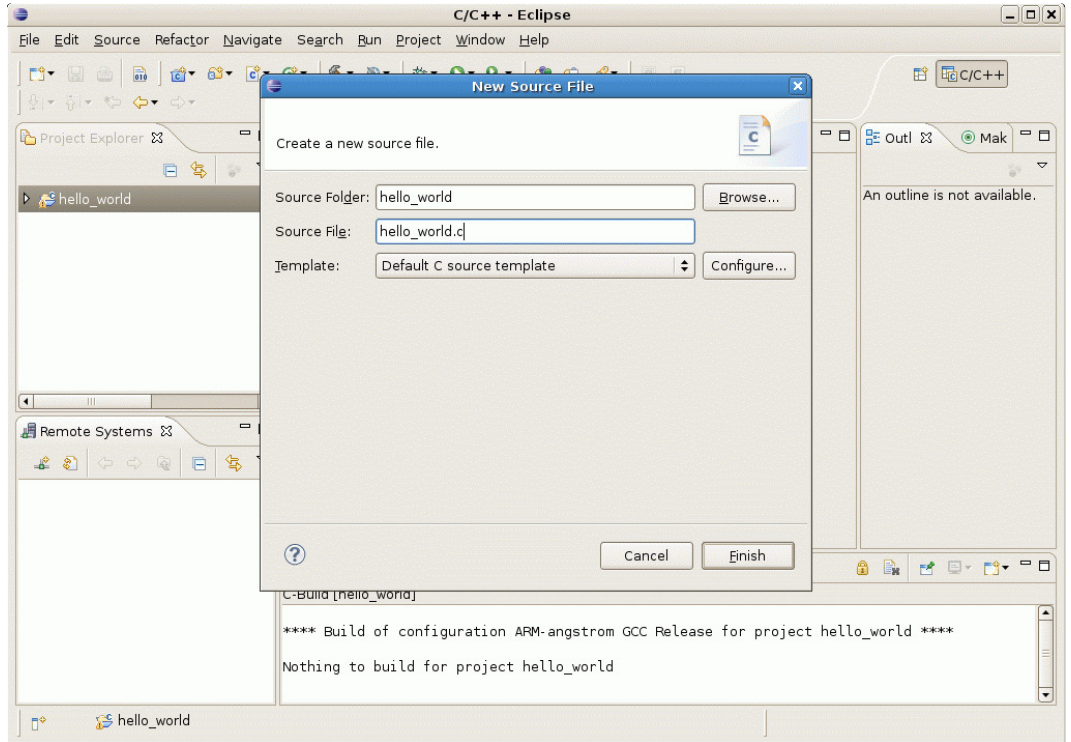 C/C++ - Eclipse
File Edit Source Refactor Navigate Search Run Project Window Help
C/C++
New Source File
Create a new source file.
Project Explorer
hello_world
Source Folder: hello_world Browse...
Source File: hello_world.c
Template: Default C source template Configure...
Outl Mak
An outline is not available.
Remote Systems
Cancel Finish
C-Build [hello_world]
**** Build of configuration ARM-angstrom GCC Release for project hello_world ****
Nothing to build for project hello_world
hello_world